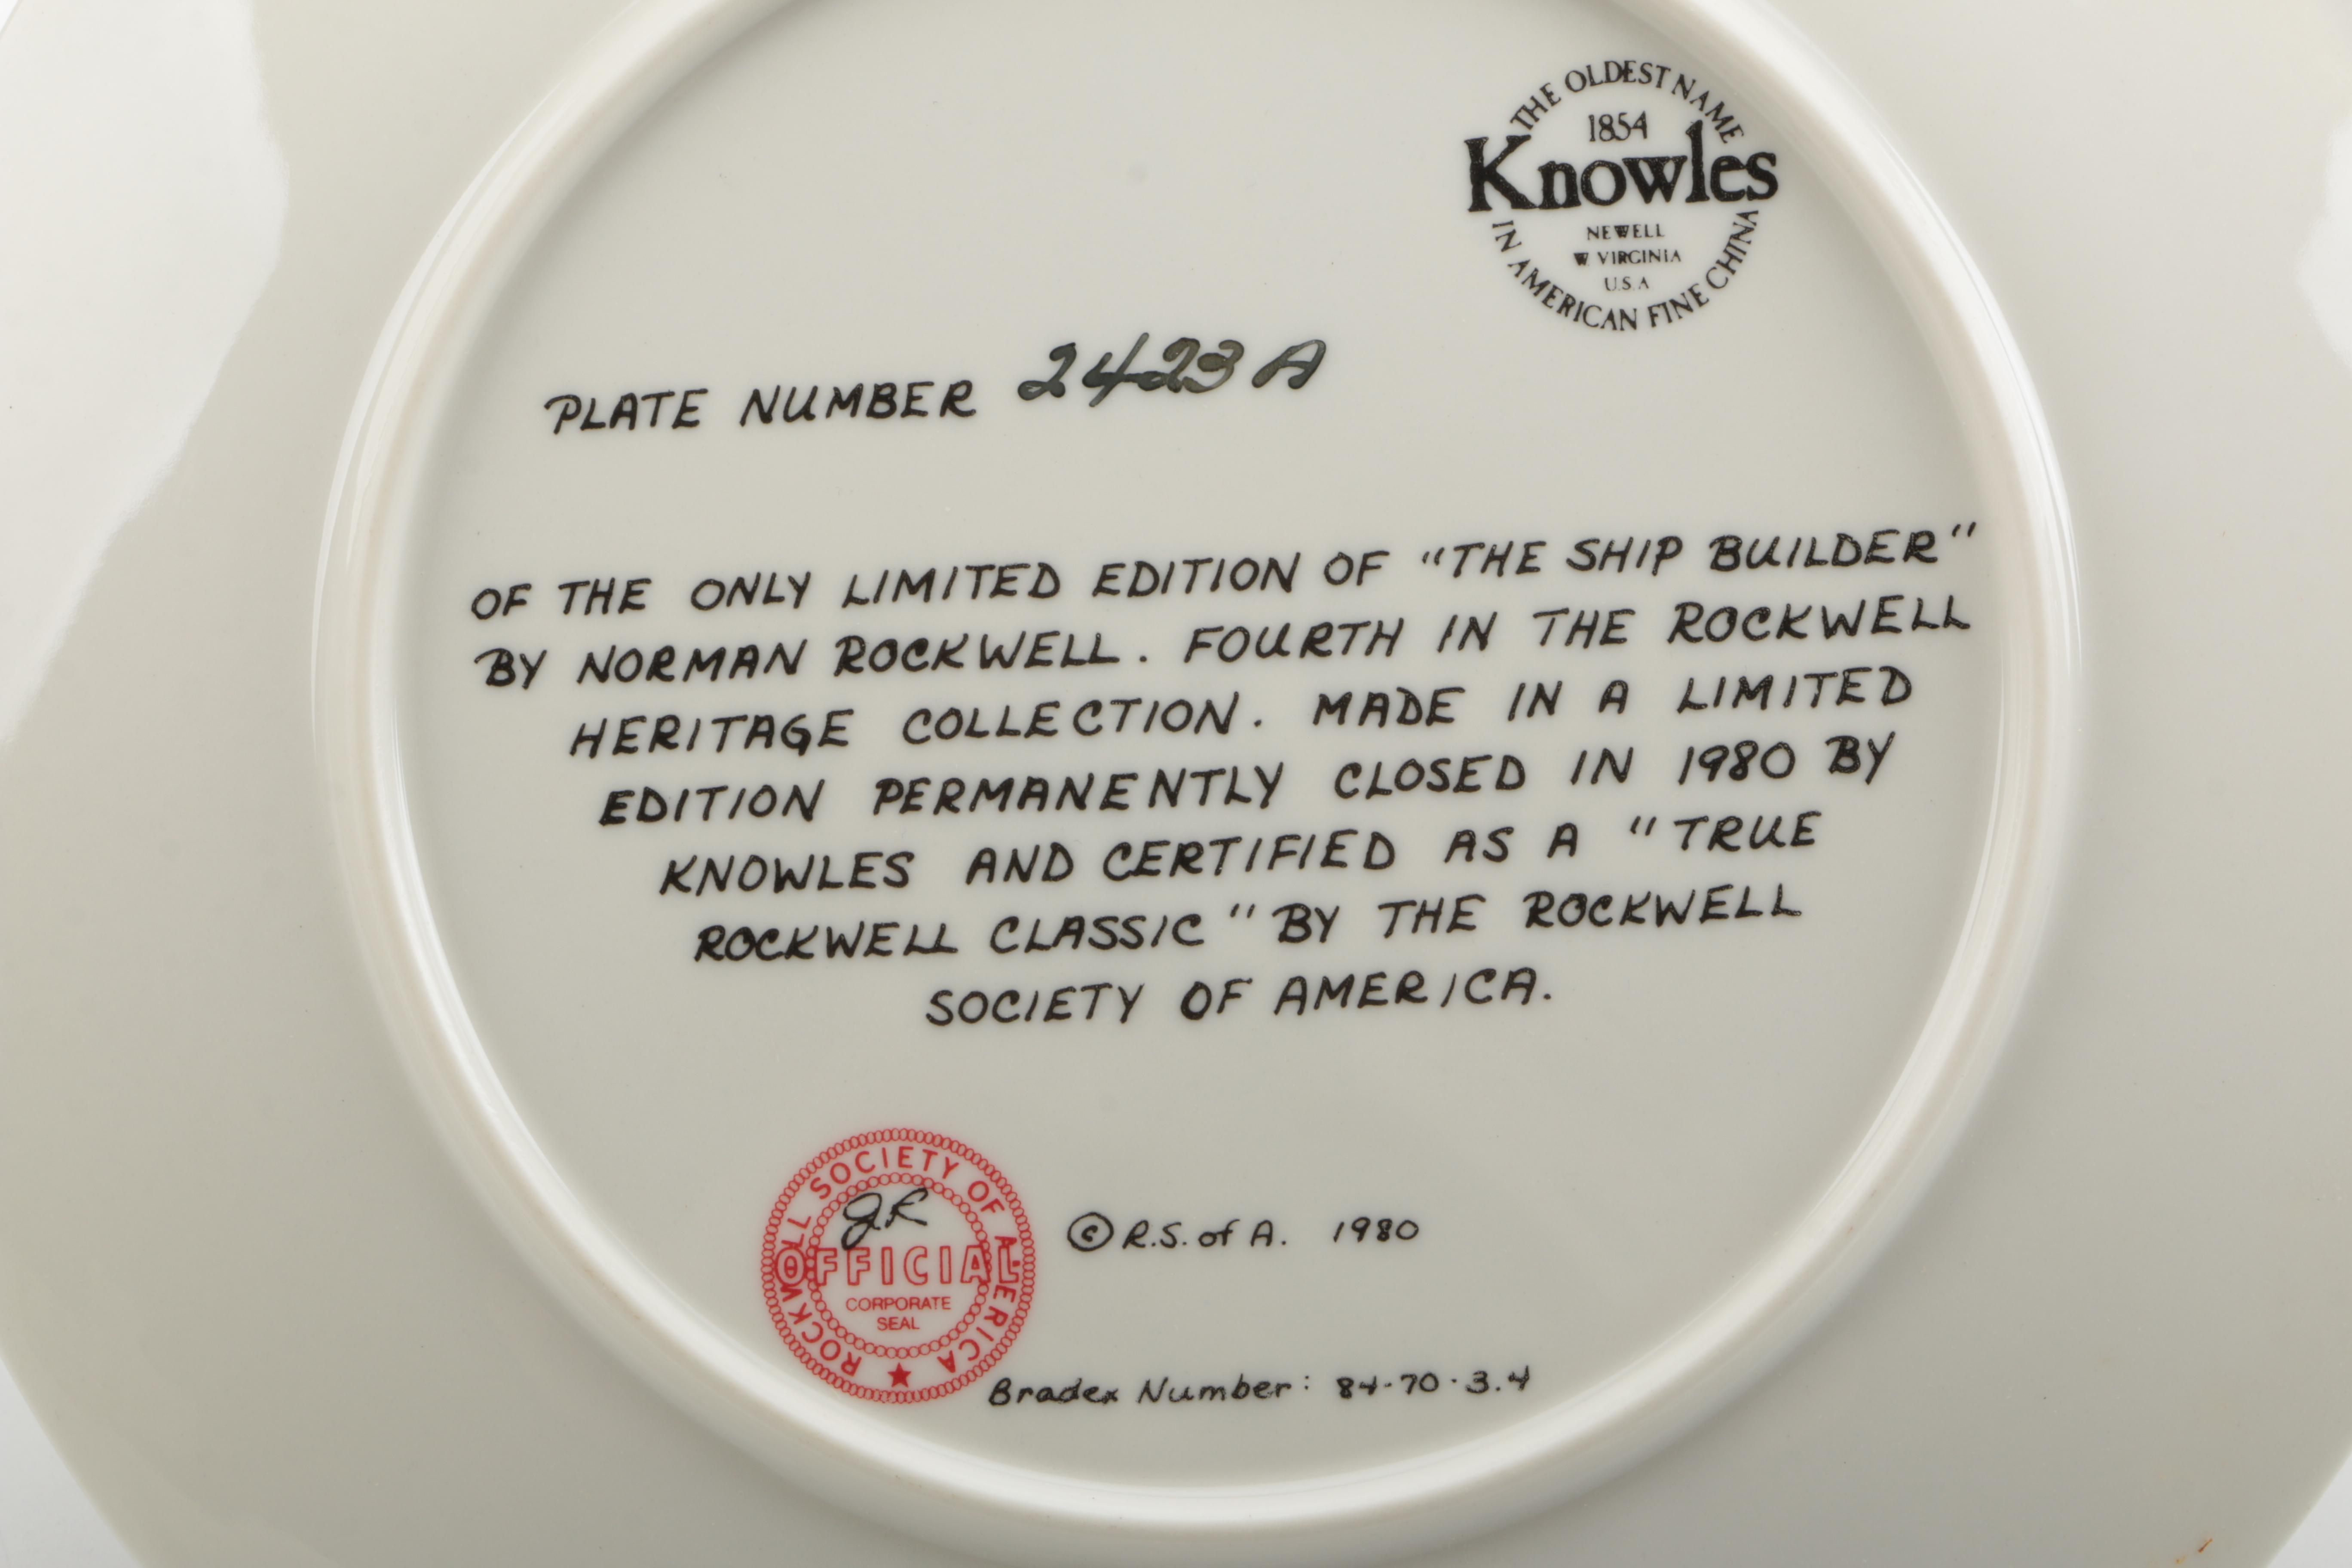 THE OLDEST NAME
1854
Knowles
NEWELL
W VIRGINIA
U.S.A
IN AMERICAN FINE CHINA
PLATE NUMBER 2423 A
OF THE ONLY LIMITED EDITION OF "THE SHIP BUILDER"
BY NORMAN ROCKWELL. FOURTH IN THE ROCKWELL
HERITAGE COLLECTION. MADE IN A LIMITED
EDITION PERMANENTLY CLOSED IN 1980 BY
KNOWLES AND CERTIFIED AS A "TRUE
ROCKWELL CLASSIC" BY THE ROCKWELL
SOCIETY OF AMERICA.
ROCKWELL SOCIETY OF AMERICA
OFFICIAL
CORPORATE
SEAL
© R.S. of A. 1980
Bradex Number: 84-70-3.4